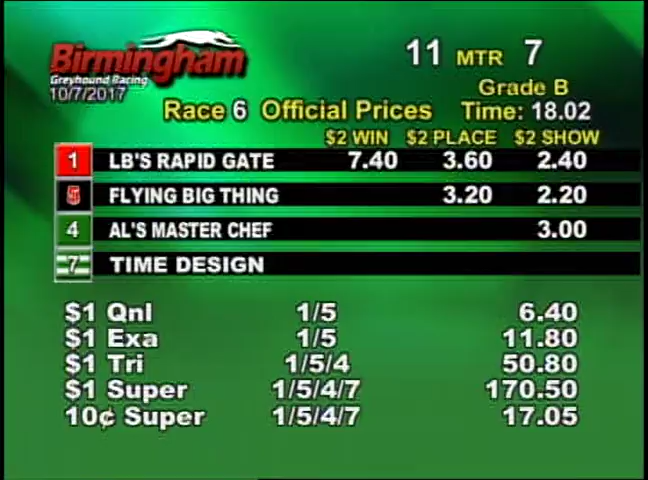 Birmingham 11 MTR 7
Greyhound Racing
10/7/2017 Grade B
Race 6 Official Prices Time: 18.02
$2 WIN $2 PLACE $2 SHOW
1 LB'S RAPID GATE 7.40 3.60 2.40
5 FLYING BIG THING 3.20 2.20
4 AL'S MASTER CHEF 3.00
7 TIME DESIGN
$1 Qnl 1/5 6.40
$1 Exa 1/5 11.80
$1 Tri 1/5/4 50.80
$1 Super 1/5/4/7 170.50
10¢ Super 1/5/4/7 17.05